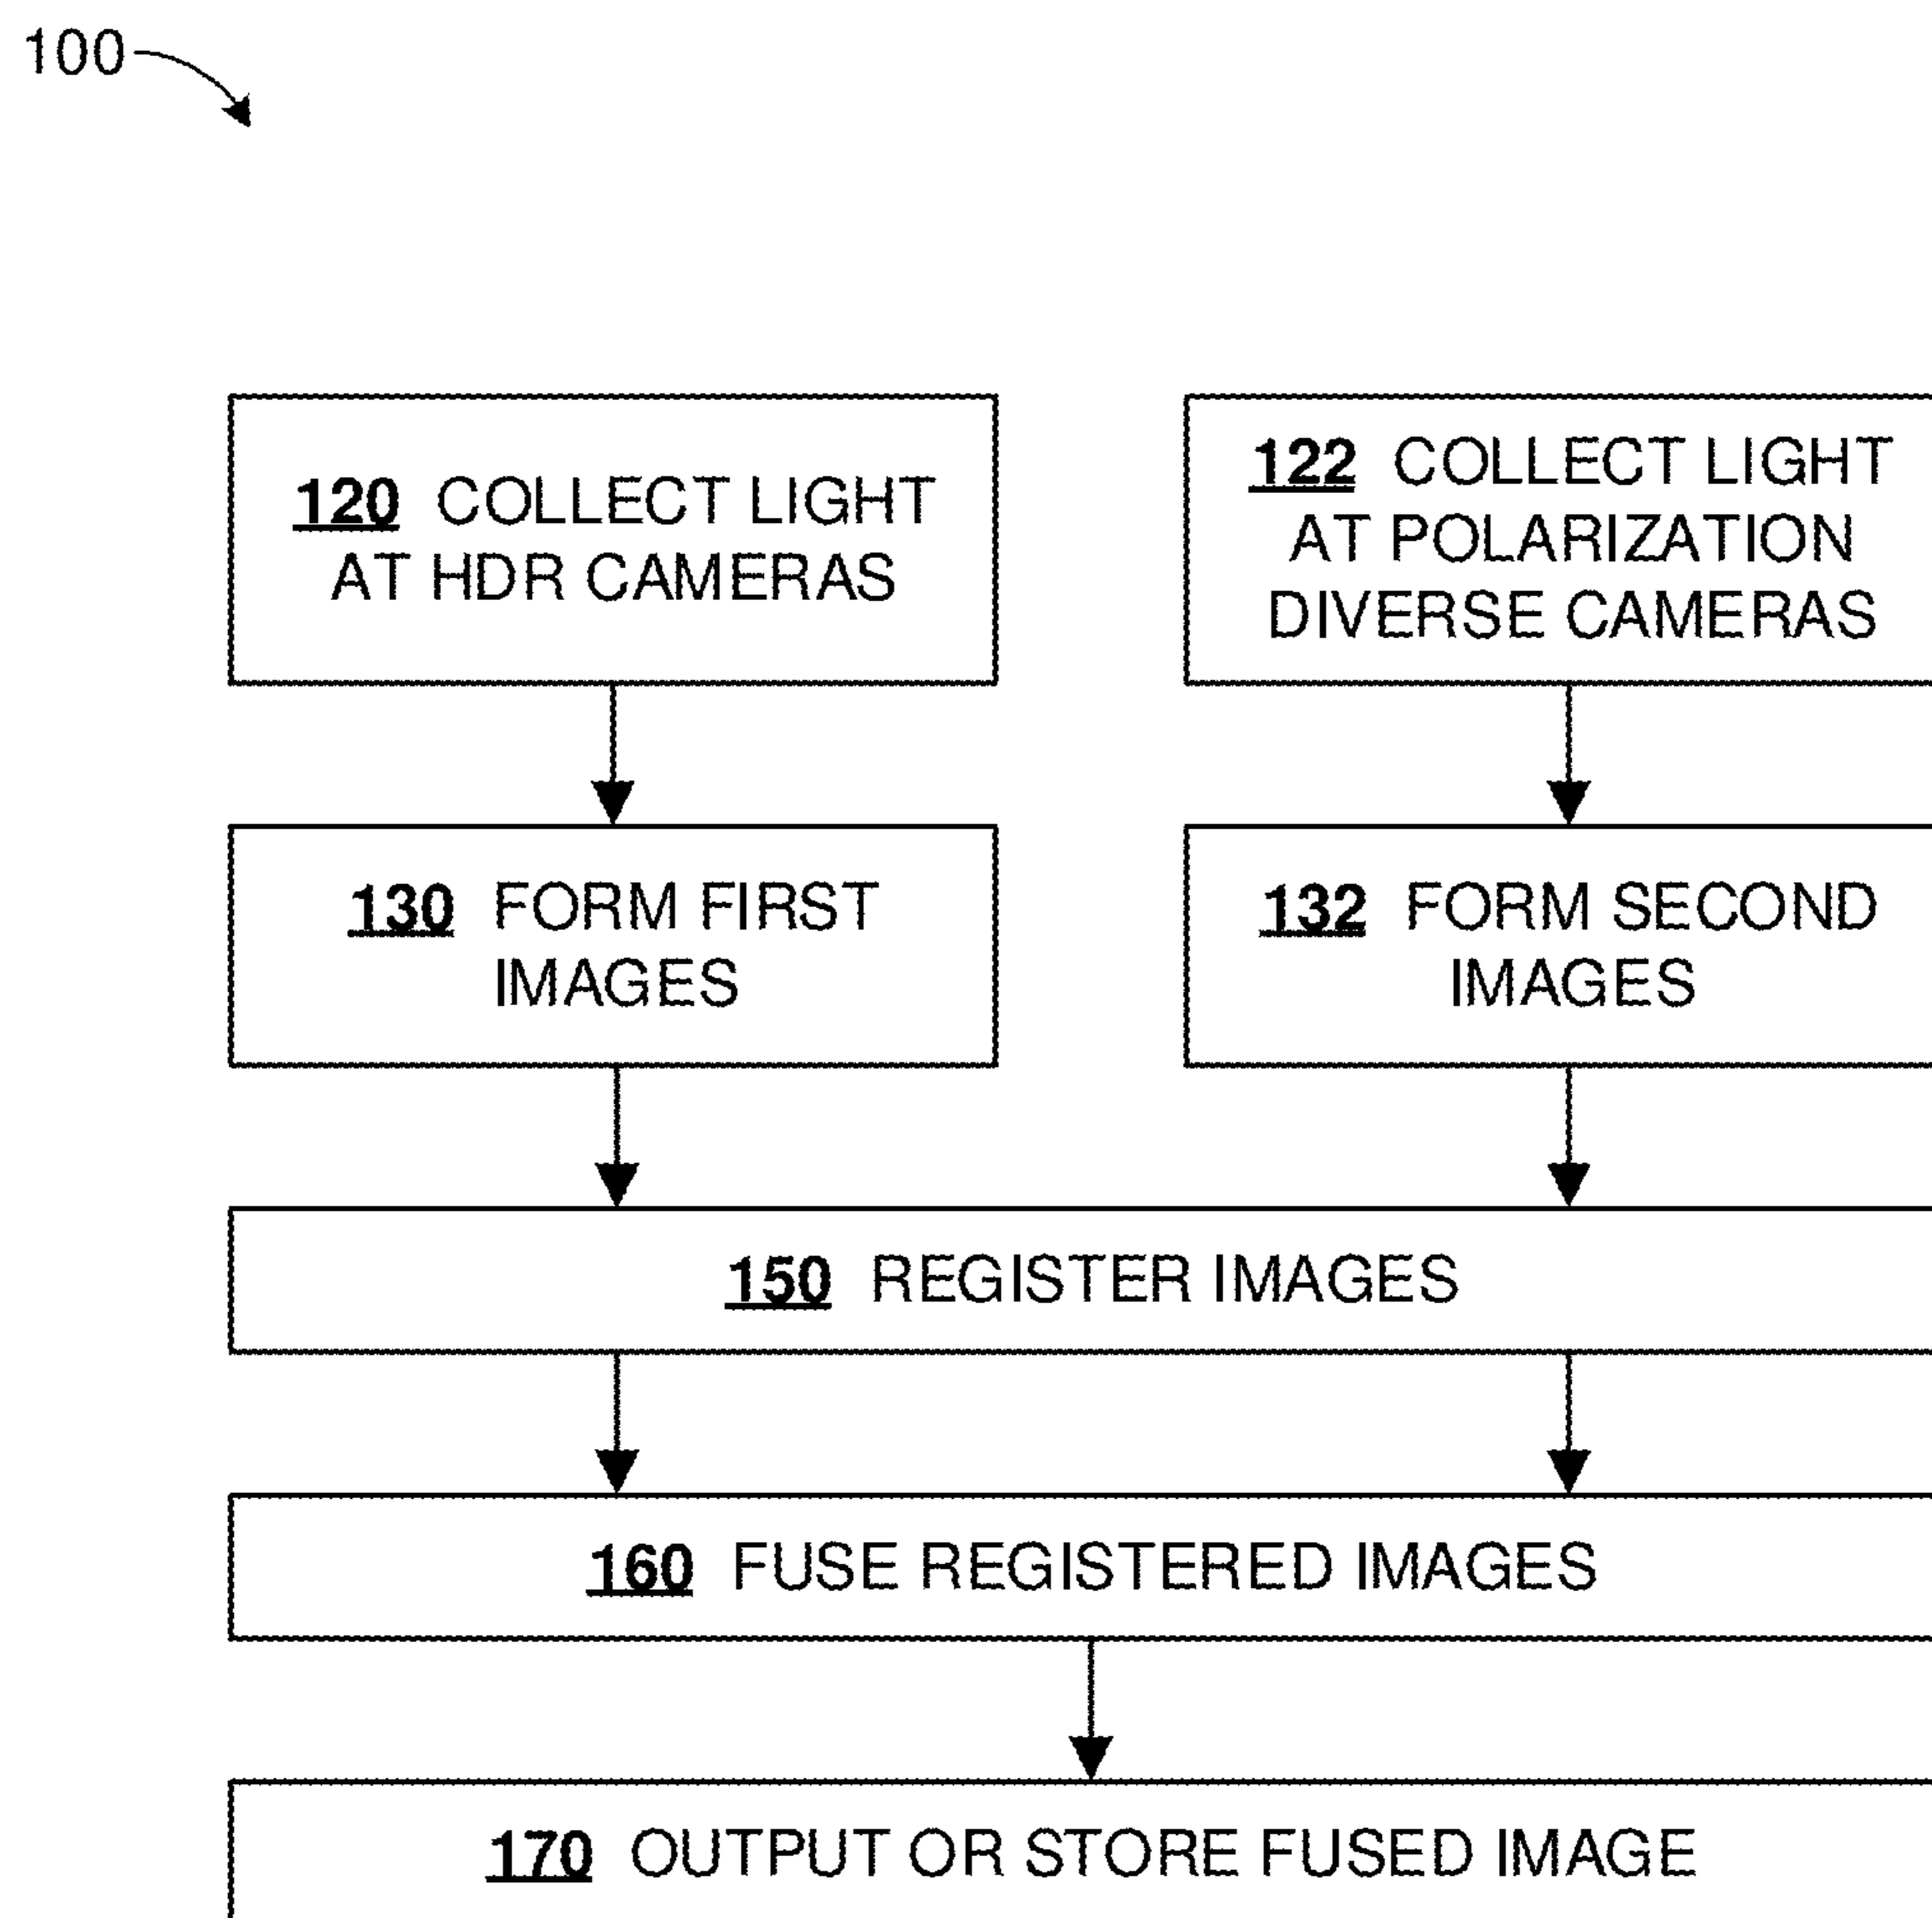 100
120 COLLECT LIGHT
AT HDR CAMERAS
122 COLLECT LIGHT
AT POLARIZATION
DIVERSE CAMERAS
130 FORM FIRST
IMAGES
132 FORM SECOND
IMAGES
150 REGISTER IMAGES
160 FUSE REGISTERED IMAGES
170 OUTPUT OR STORE FUSED IMAGE